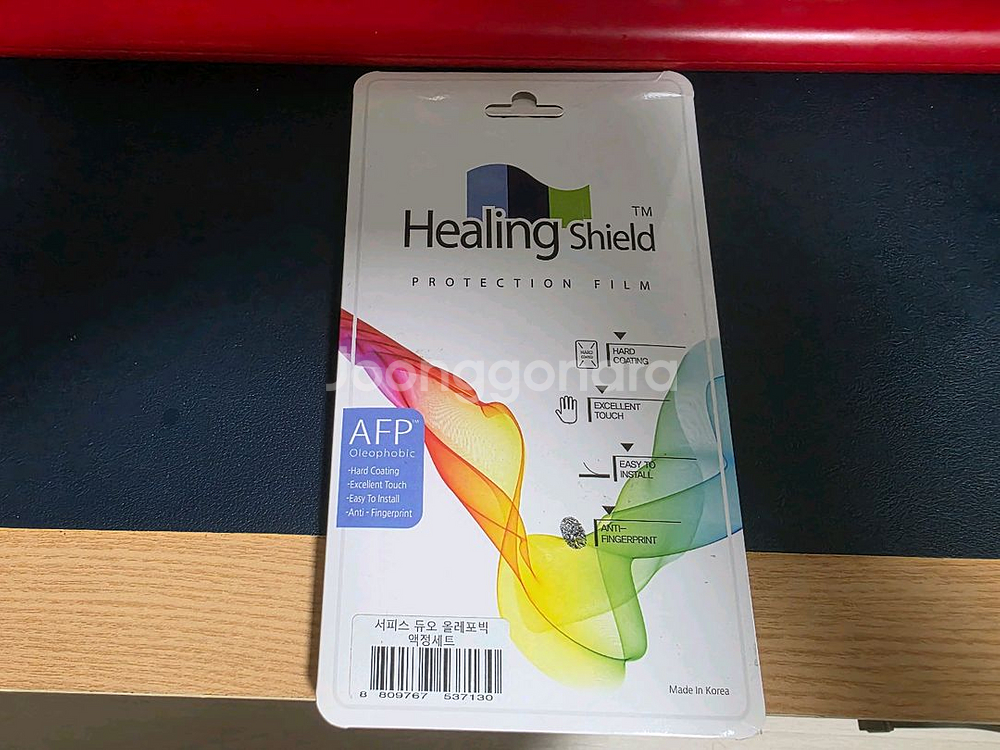 Healing Shield TM
PROTECTION FILM
HARD
COATING
Joonggonara
EXCELLENT
TOUCH
AFP™
Oleophobic
-Hard Coating
-Excellent Touch
-Easy To Install
-Anti - Fingerprint
EASY TO
INSTALL
ANTI-
FINGERPRINT
서피스 듀오 올레포빅
액정세트
8 809767 537130
Made In Korea